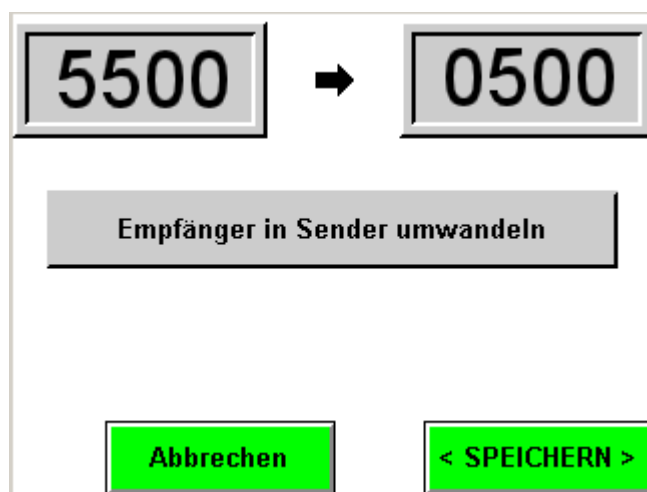 5500 → 0500
Empfänger in Sender umwandeln
Abbrechen < SPEICHERN >